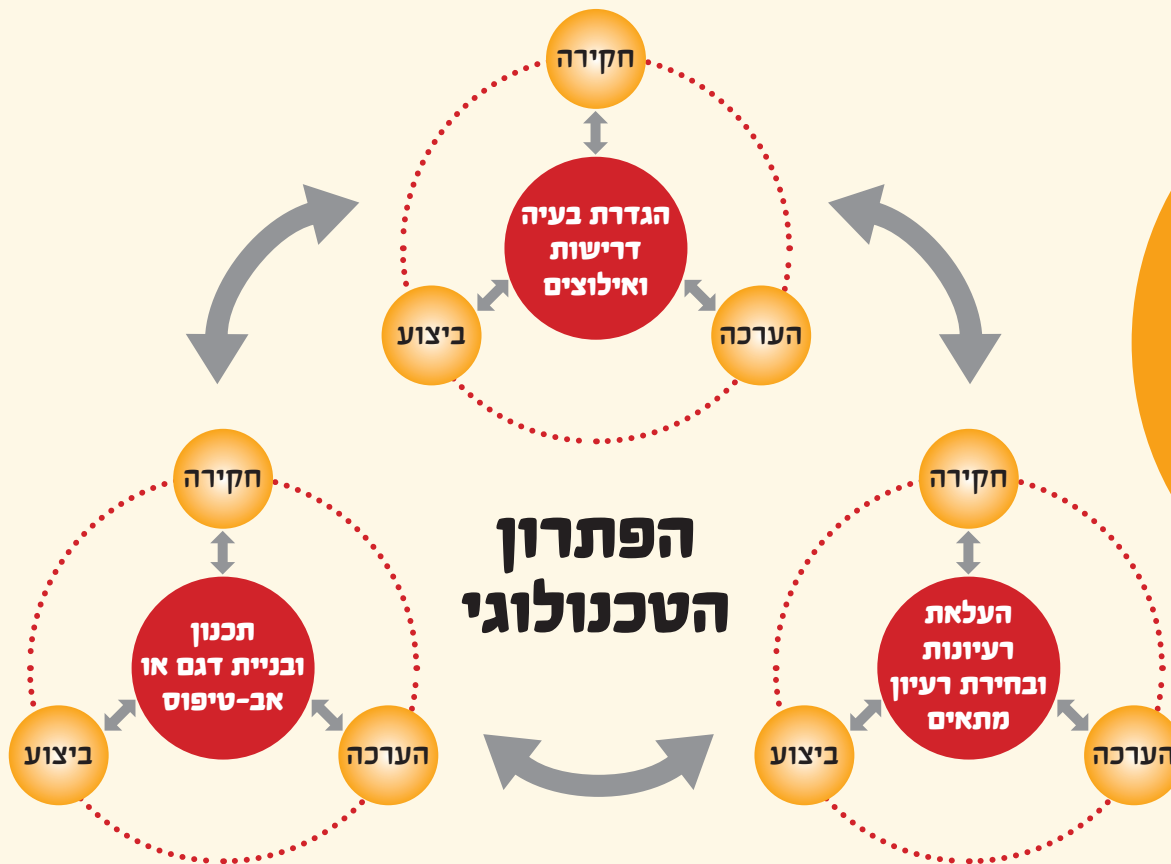 חקירה
הגדרת בעיה
דרישות
ואילוצים
הערכה
ביצוע
הפתרון
הטכנולוגי
חקירה
העלאת
רעיונות
ובחירת רעיון
מתאים
הערכה
ביצוע
חקירה
תכנון
ובניית דגם או
אב-טיפוס
הערכה
ביצוע